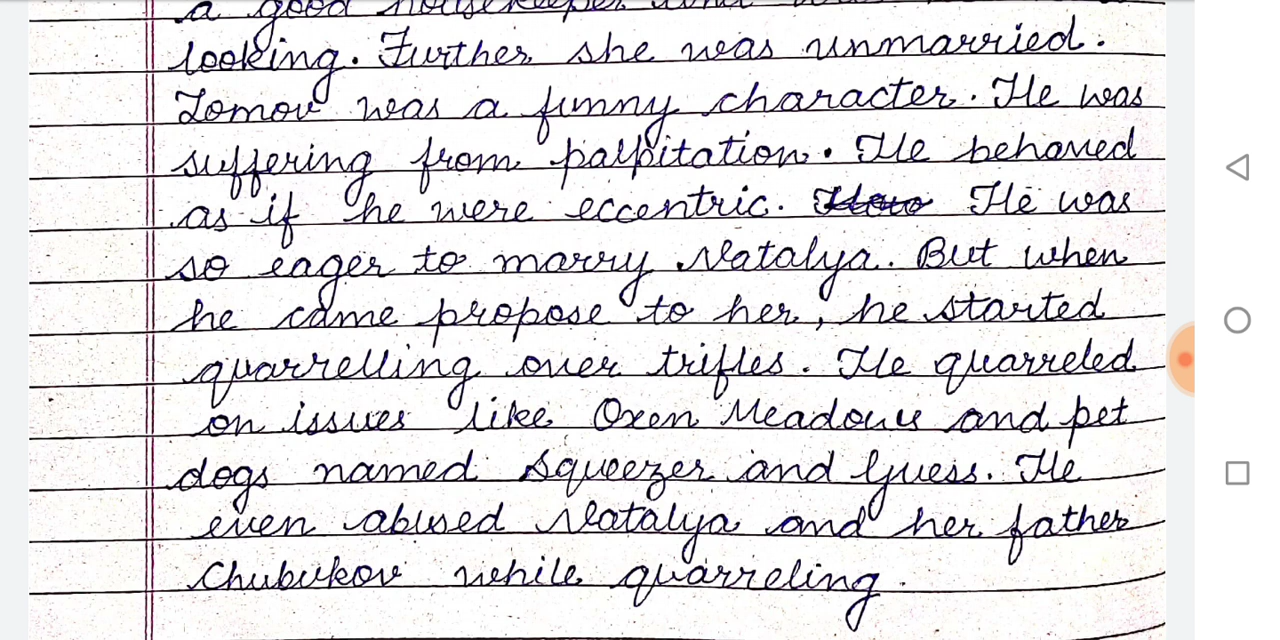 a good housekeeper
looking. Further she was unmarried.
Lomov was a funny character. He was
suffering from palpitation. He behaved
as if he were eccentric. He was
so eager to marry Natalya. But when
he came propose to her, he started
quarrelling over trifles. He quarreled
on issues like Oxen Meadows and pet
dogs named Squeezer and Guess. He
even abused Natalya and her father
Chubukov while quarreling.